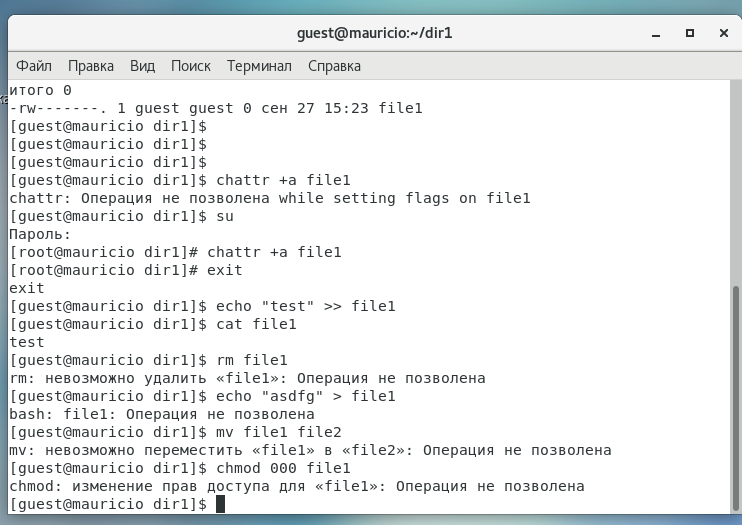 guest@mauricio:~/dir1
Файл Правка Вид Поиск Терминал Справка
итого 0
-rw-------. 1 guest guest 0 сен 27 15:23 file1
[guest@mauricio dir1]$
[guest@mauricio dir1]$
[guest@mauricio dir1]$
[guest@mauricio dir1]$ chattr +a file1
chattr: Операция не позволена while setting flags on file1
[guest@mauricio dir1]$ su
Пароль:
[root@mauricio dir1]# chattr +a file1
[root@mauricio dir1]# exit
exit
[guest@mauricio dir1]$ echo "test" >> file1
[guest@mauricio dir1]$ cat file1
test
[guest@mauricio dir1]$ rm file1
rm: невозможно удалить «file1»: Операция не позволена
[guest@mauricio dir1]$ echo "asdfg" > file1
bash: file1: Операция не позволена
[guest@mauricio dir1]$ mv file1 file2
mv: невозможно переместить «file1» в «file2»: Операция не позволена
[guest@mauricio dir1]$ chmod 000 file1
chmod: изменение прав доступа для «file1»: Операция не позволена
[guest@mauricio dir1]$